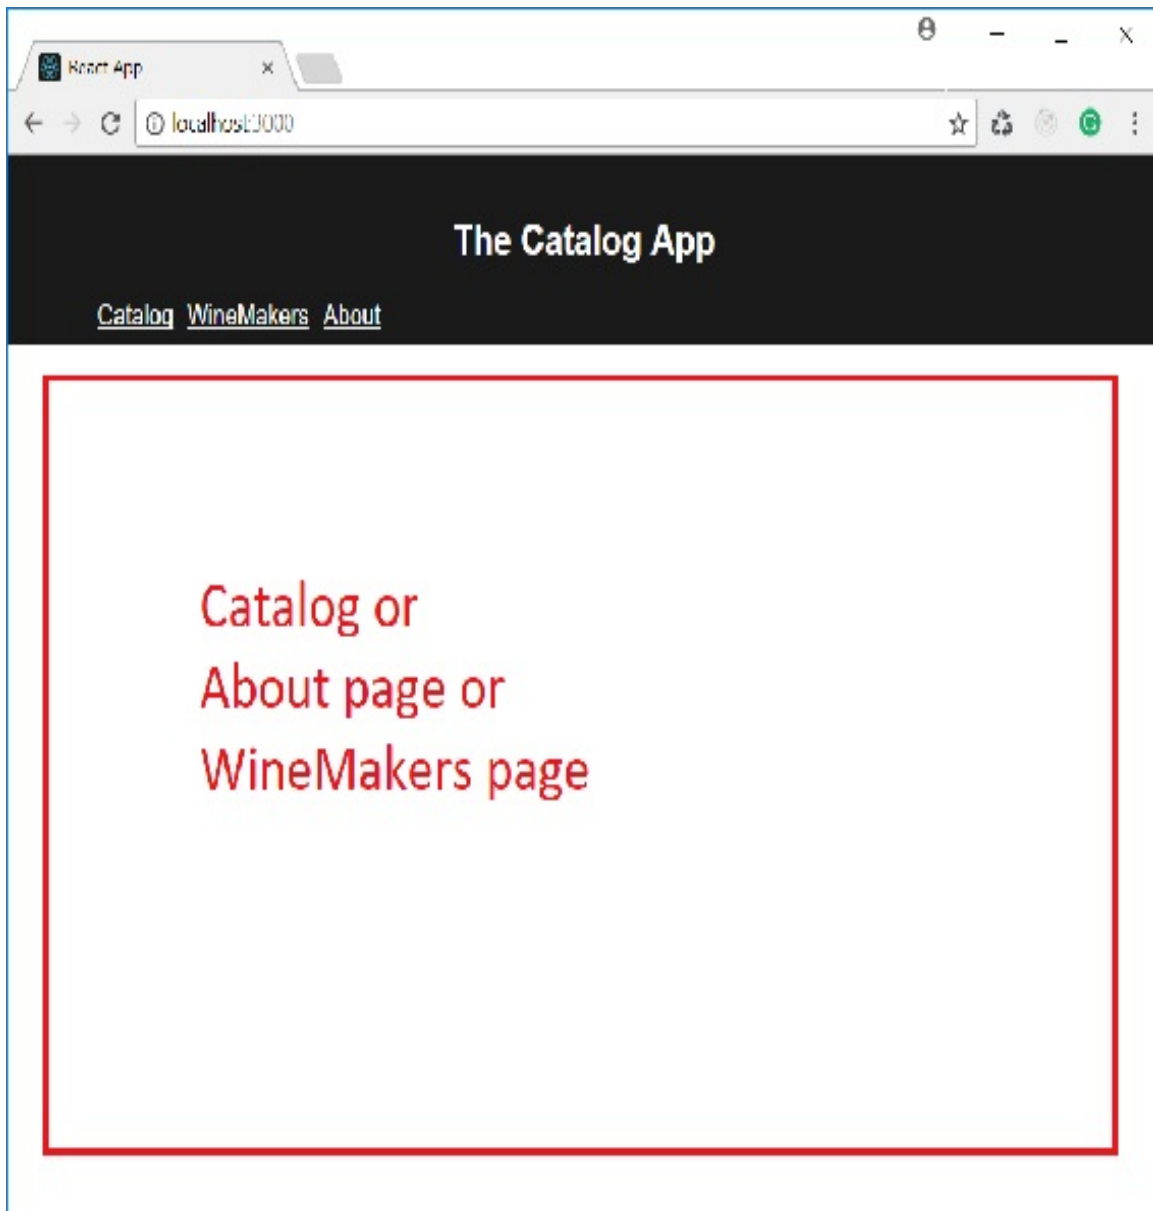 React App
localhost:3000
The Catalog App
Catalog WineMakers About
Catalog or
About page or
WineMakers page